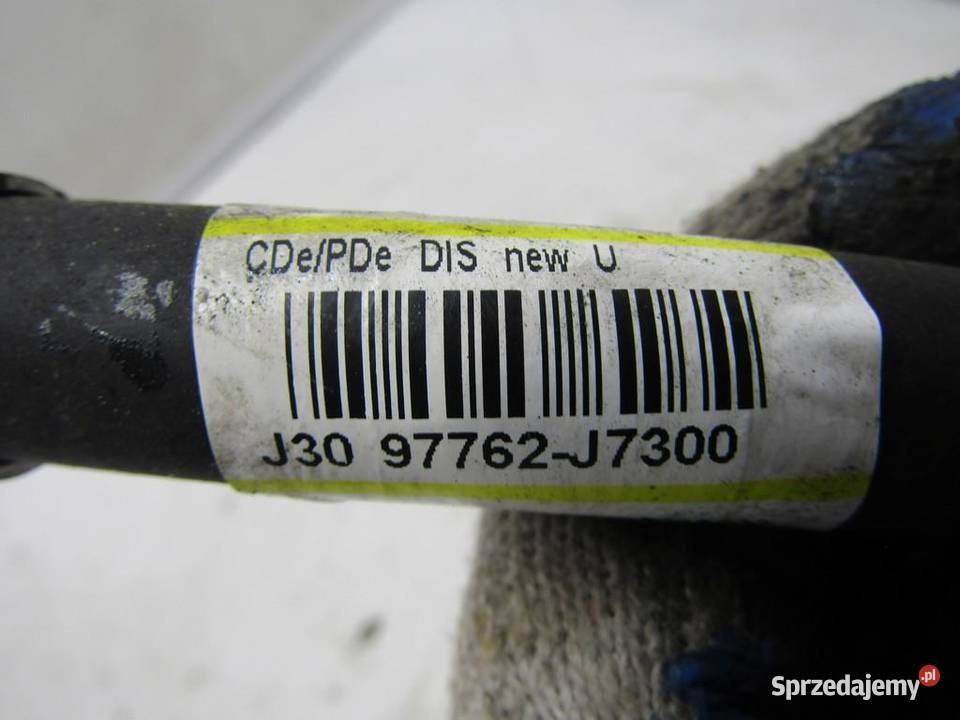 CDe/PDe DIS new U
J30 97762-J7300
Sprzedajemy.pl